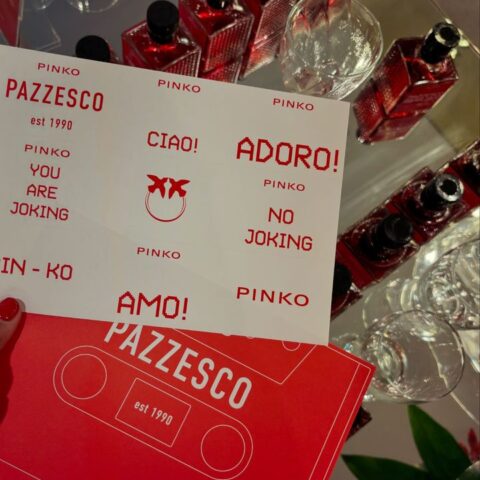 PINKO
PAZZESCO
est 1990
PINKO
CIAO!
PINKO
ADORO!
PINKO
YOU
ARE
JOKING
PINKO
NO
JOKING
IN - KO
PINKO
AMO!
PINKO
PAZZESCO
est 1990